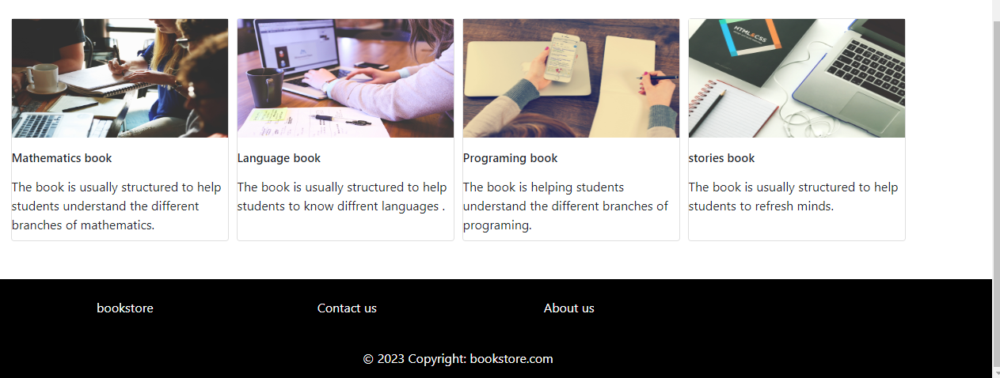 HTML&CSS
Mathematics book
The book is usually structured to help
students understand the different
branches of mathematics.
Language book
The book is usually structured to help
students to know diffrent languages .
Programing book
The book is helping students
understand the different branches of
programing.
stories book
The book is usually structured to help
students to refresh minds.
bookstore
Contact us
About us
© 2023 Copyright: bookstore.com